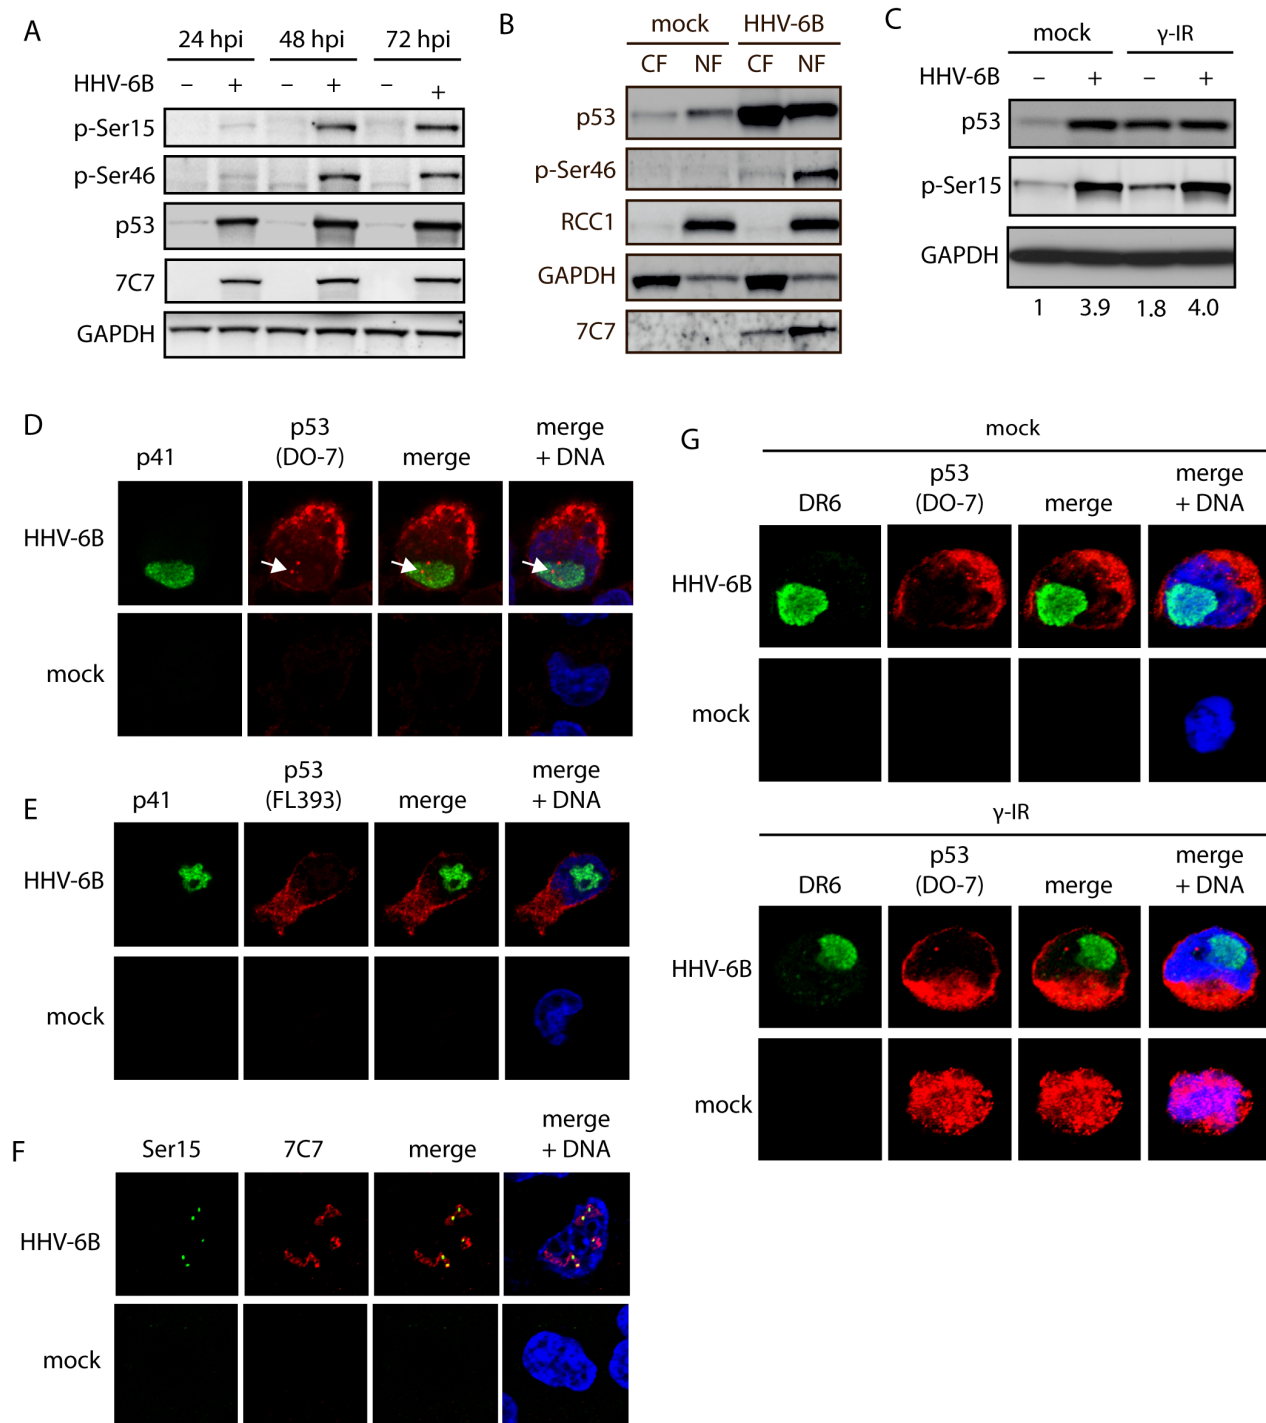 A
24 hpi 48 hpi 72 hpi
HHV-6B – + – + – +
p-Ser15
p-Ser46
p53
7C7
GAPDH
B
mock HHV-6B
CF NF CF NF
p53
p-Ser46
RCC1
GAPDH
7C7
C
mock γ-IR
HHV-6B – + – +
p53
p-Ser15
GAPDH
1 3.9 1.8 4.0
D
p41 p53 (DO-7) merge merge + DNA
HHV-6B
mock
E
p41 p53 (FL393) merge merge + DNA
HHV-6B
mock
F
Ser15 7C7 merge merge + DNA
HHV-6B
mock
G
mock
DR6 p53 (DO-7) merge merge + DNA
HHV-6B
mock
γ-IR
DR6 p53 (DO-7) merge merge + DNA
HHV-6B
mock